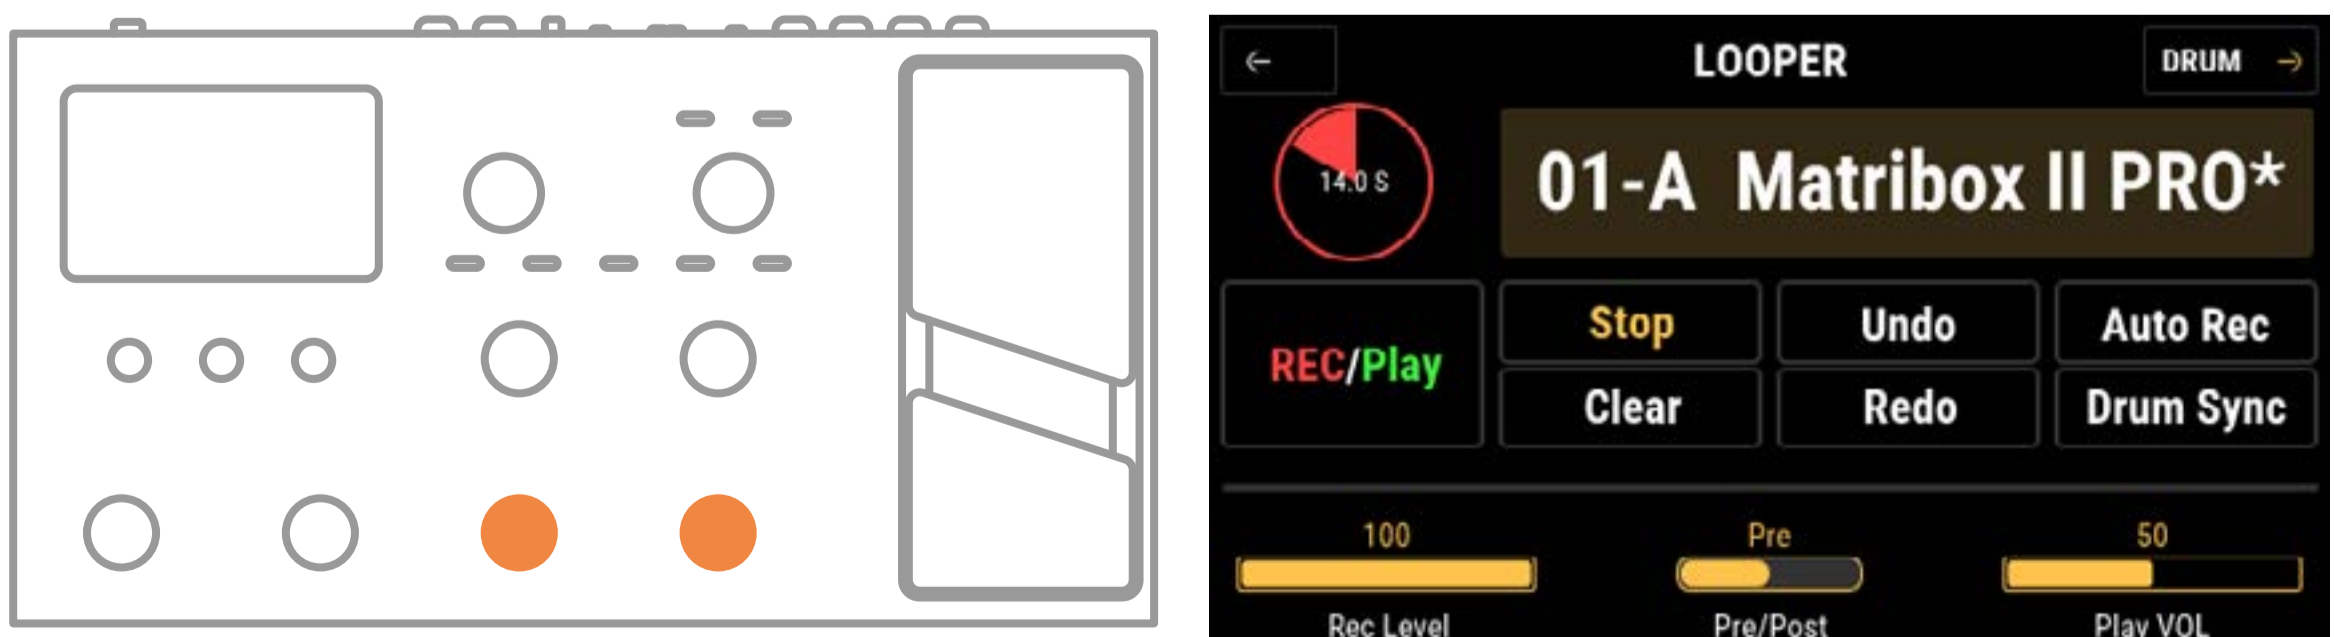 ←
LOOPER
DRUM →
14.0 S
01-A Matribox II PRO*
REC/Play
Stop
Undo
Auto Rec
Clear
Redo
Drum Sync
100
Pre
50
Rec Level
Pre/Post
Play VOL